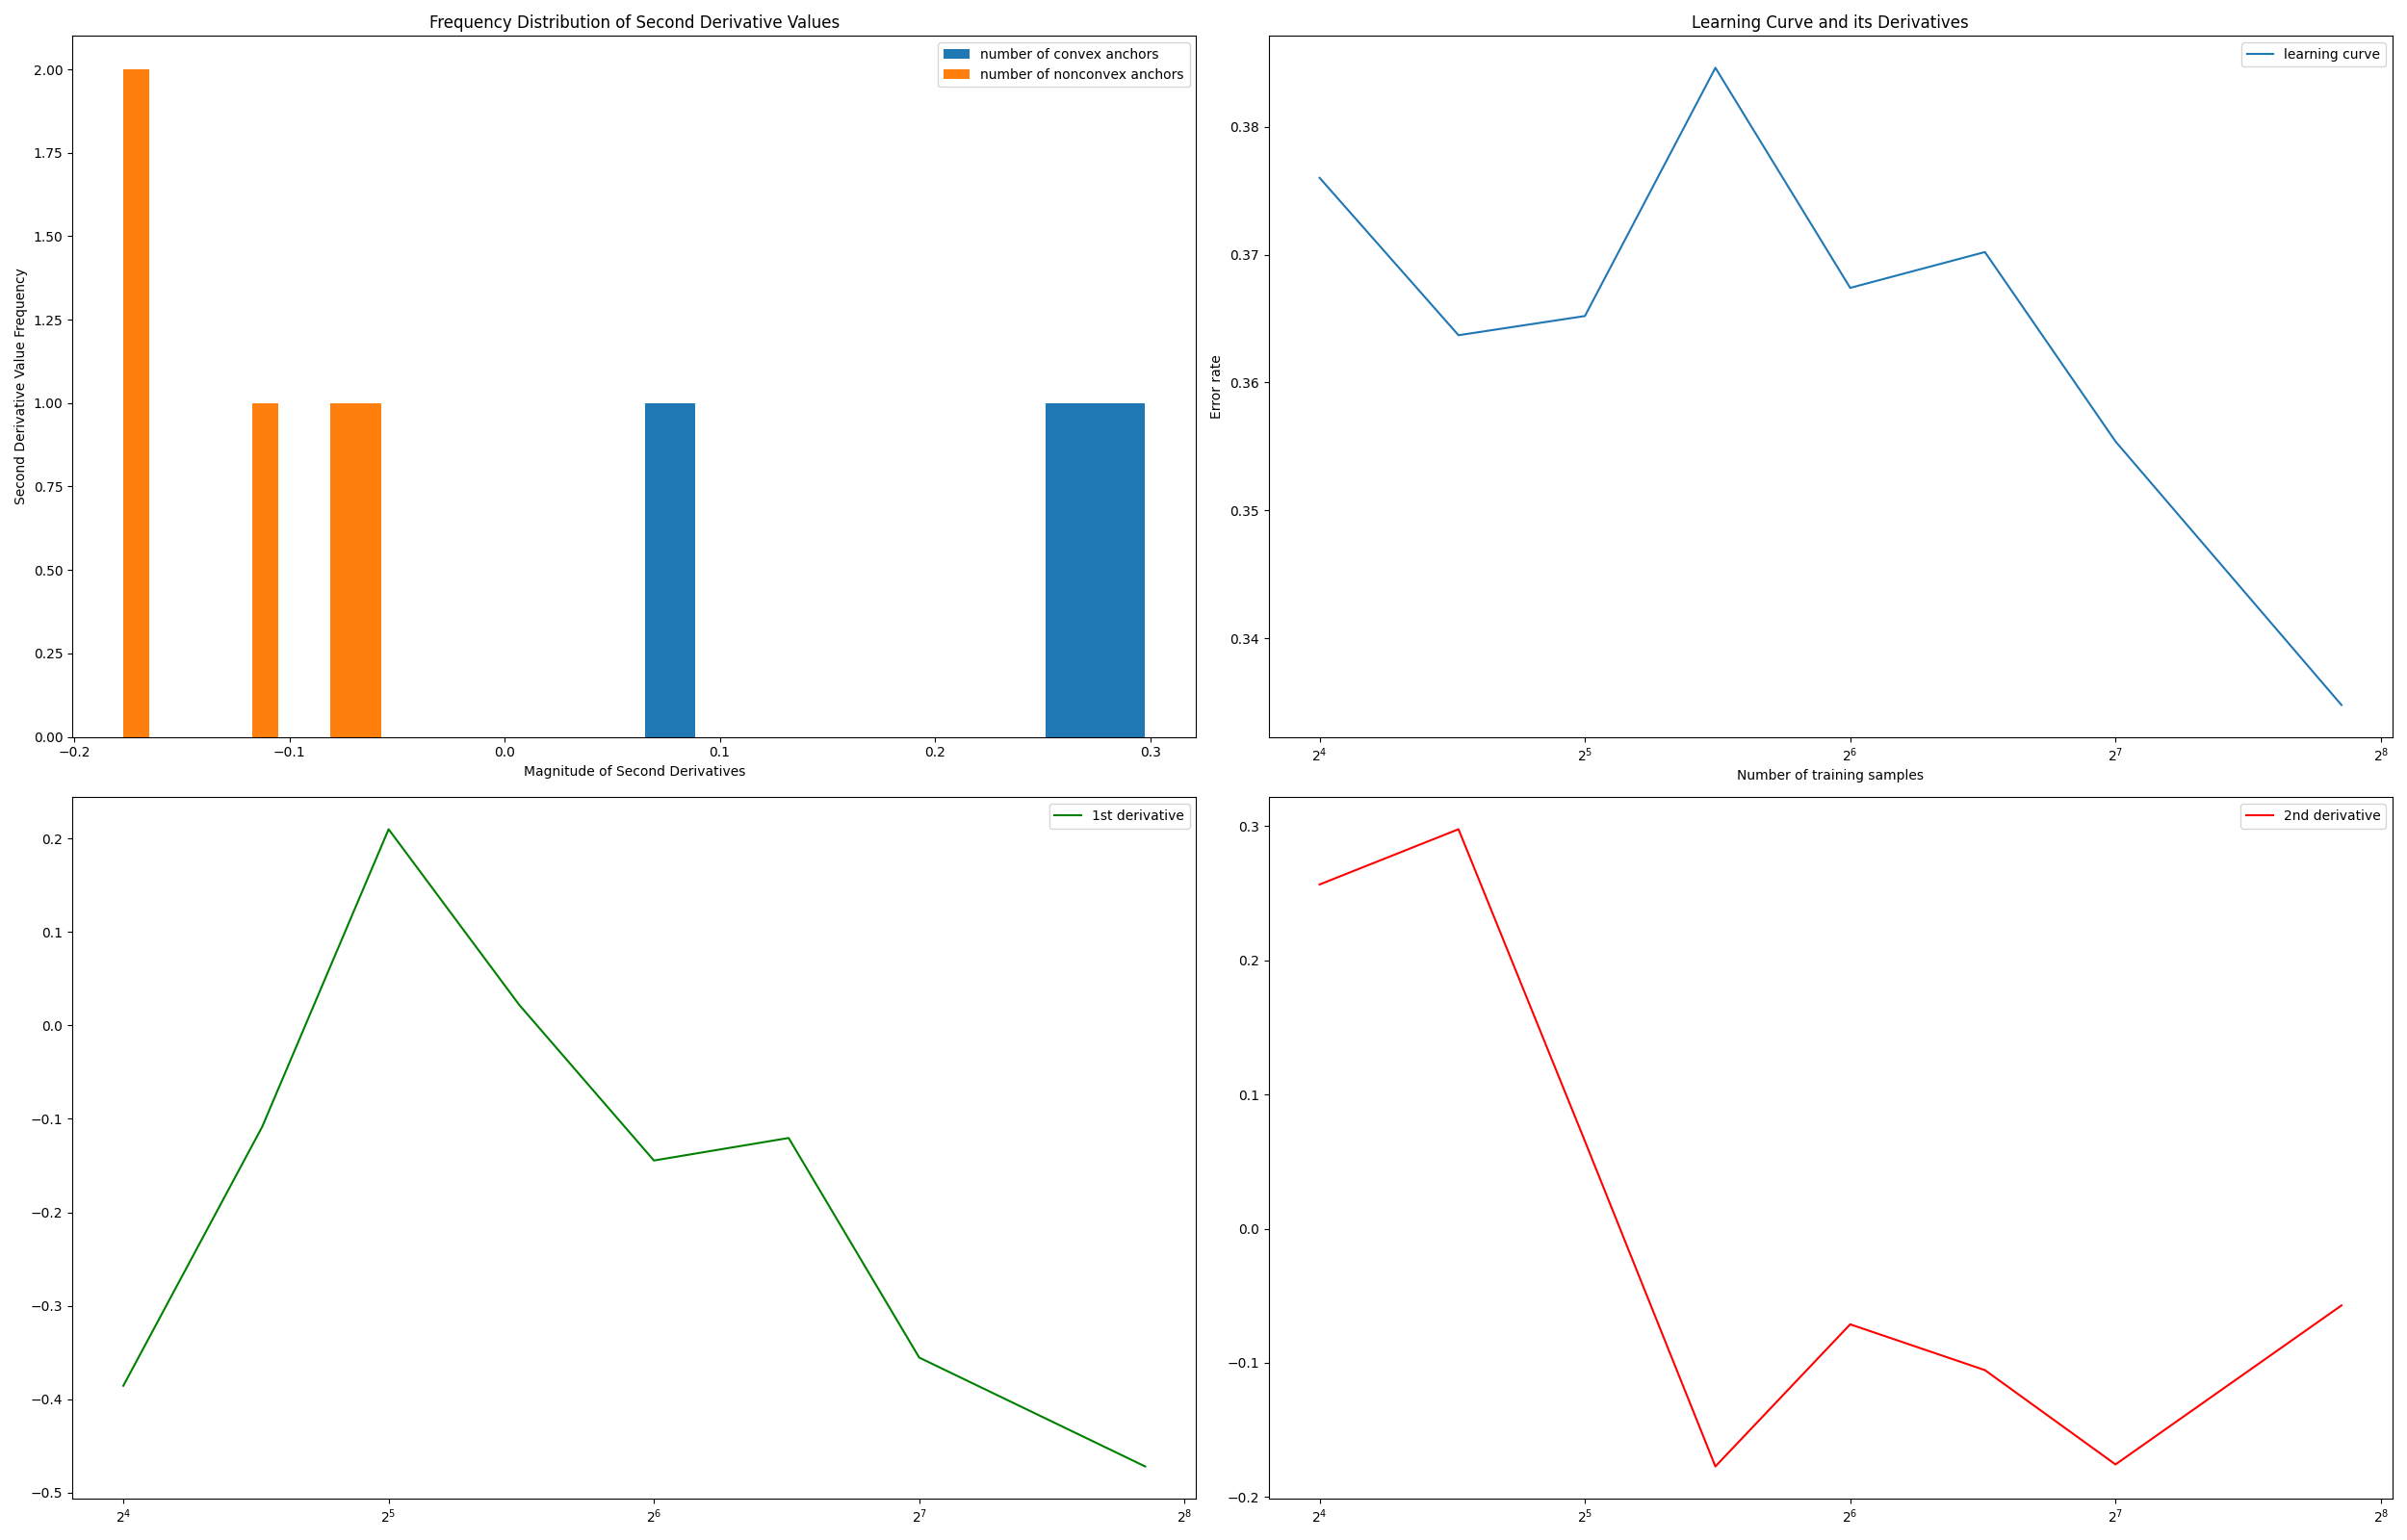 Frequency Distribution of Second Derivative Values
number of convex anchors
number of nonconvex anchors
2.00
1.75
1.50
1.25
1.00
0.75
0.50
0.25
0.00
Second Derivative Value Frequency
−0.2 −0.1 0.0 0.1 0.2 0.3
Magnitude of Second Derivatives
Learning Curve and its Derivatives
learning curve
0.38
0.37
0.36
0.35
0.34
Error rate
2⁴ 2⁵ 2⁶ 2⁷ 2⁸
Number of training samples
1st derivative
0.2
0.1
0.0
−0.1
−0.2
−0.3
−0.4
−0.5
2⁴ 2⁵ 2⁶ 2⁷ 2⁸
2nd derivative
0.3
0.2
0.1
0.0
−0.1
−0.2
2⁴ 2⁵ 2⁶ 2⁷ 2⁸